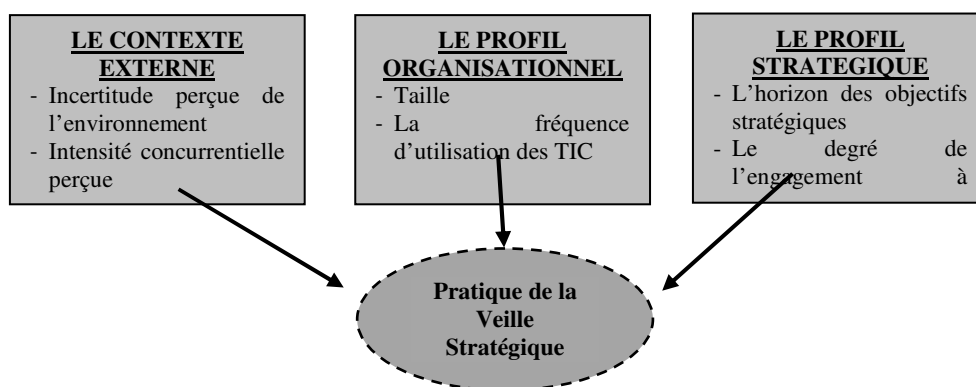 LE CONTEXTE
EXTERNE
- Incertitude perçue de
l’environnement
- Intensité concurrentielle
perçue
LE PROFIL
ORGANISATIONNEL
- Taille
- La fréquence
d’utilisation des TIC
LE PROFIL
STRATEGIQUE
- L’horizon des objectifs
stratégiques
- Le degré de
l’engagement à
Pratique de la
Veille
Stratégique